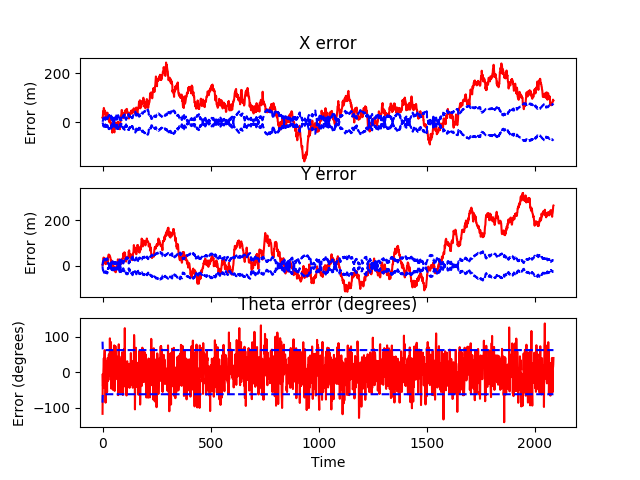 X error
Error (m)
200
0
Y error
Error (m)
200
0
Theta error (degrees)
Error (degrees)
100
0
−100
0
500
1000
1500
2000
Time